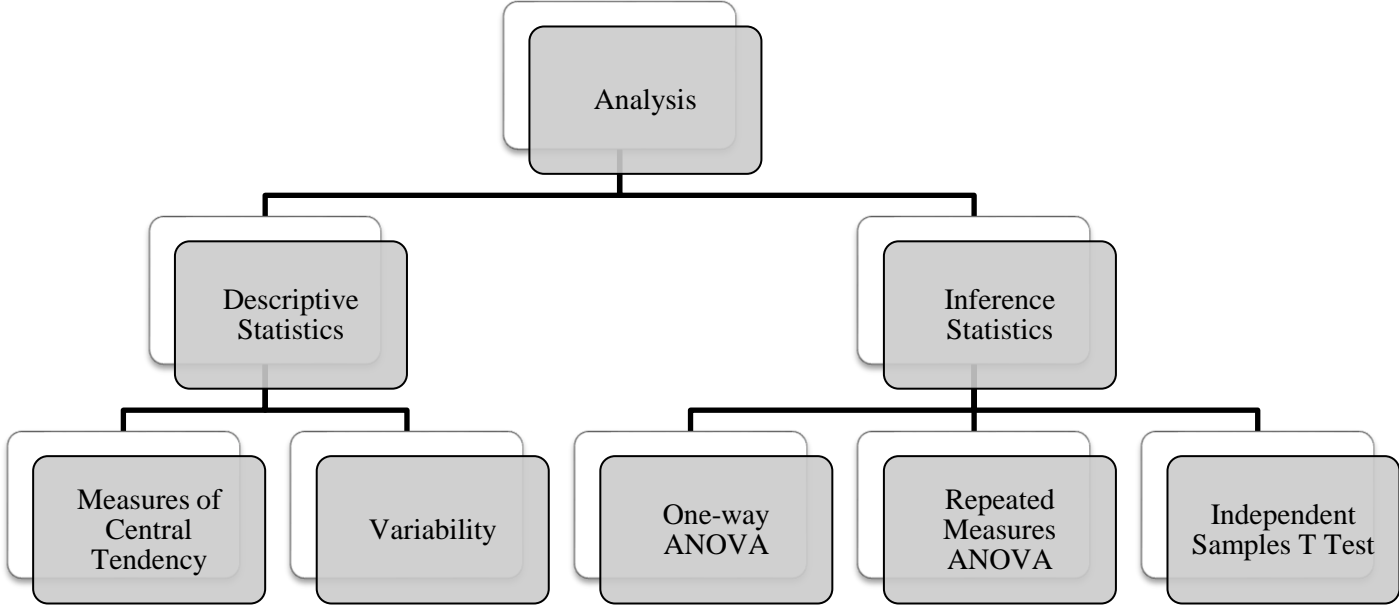 Analysis
Descriptive
Statistics
Inference
Statistics
Measures of
Central
Tendency
Variability
One-way
ANOVA
Repeated
Measures
ANOVA
Independent
Samples T Test